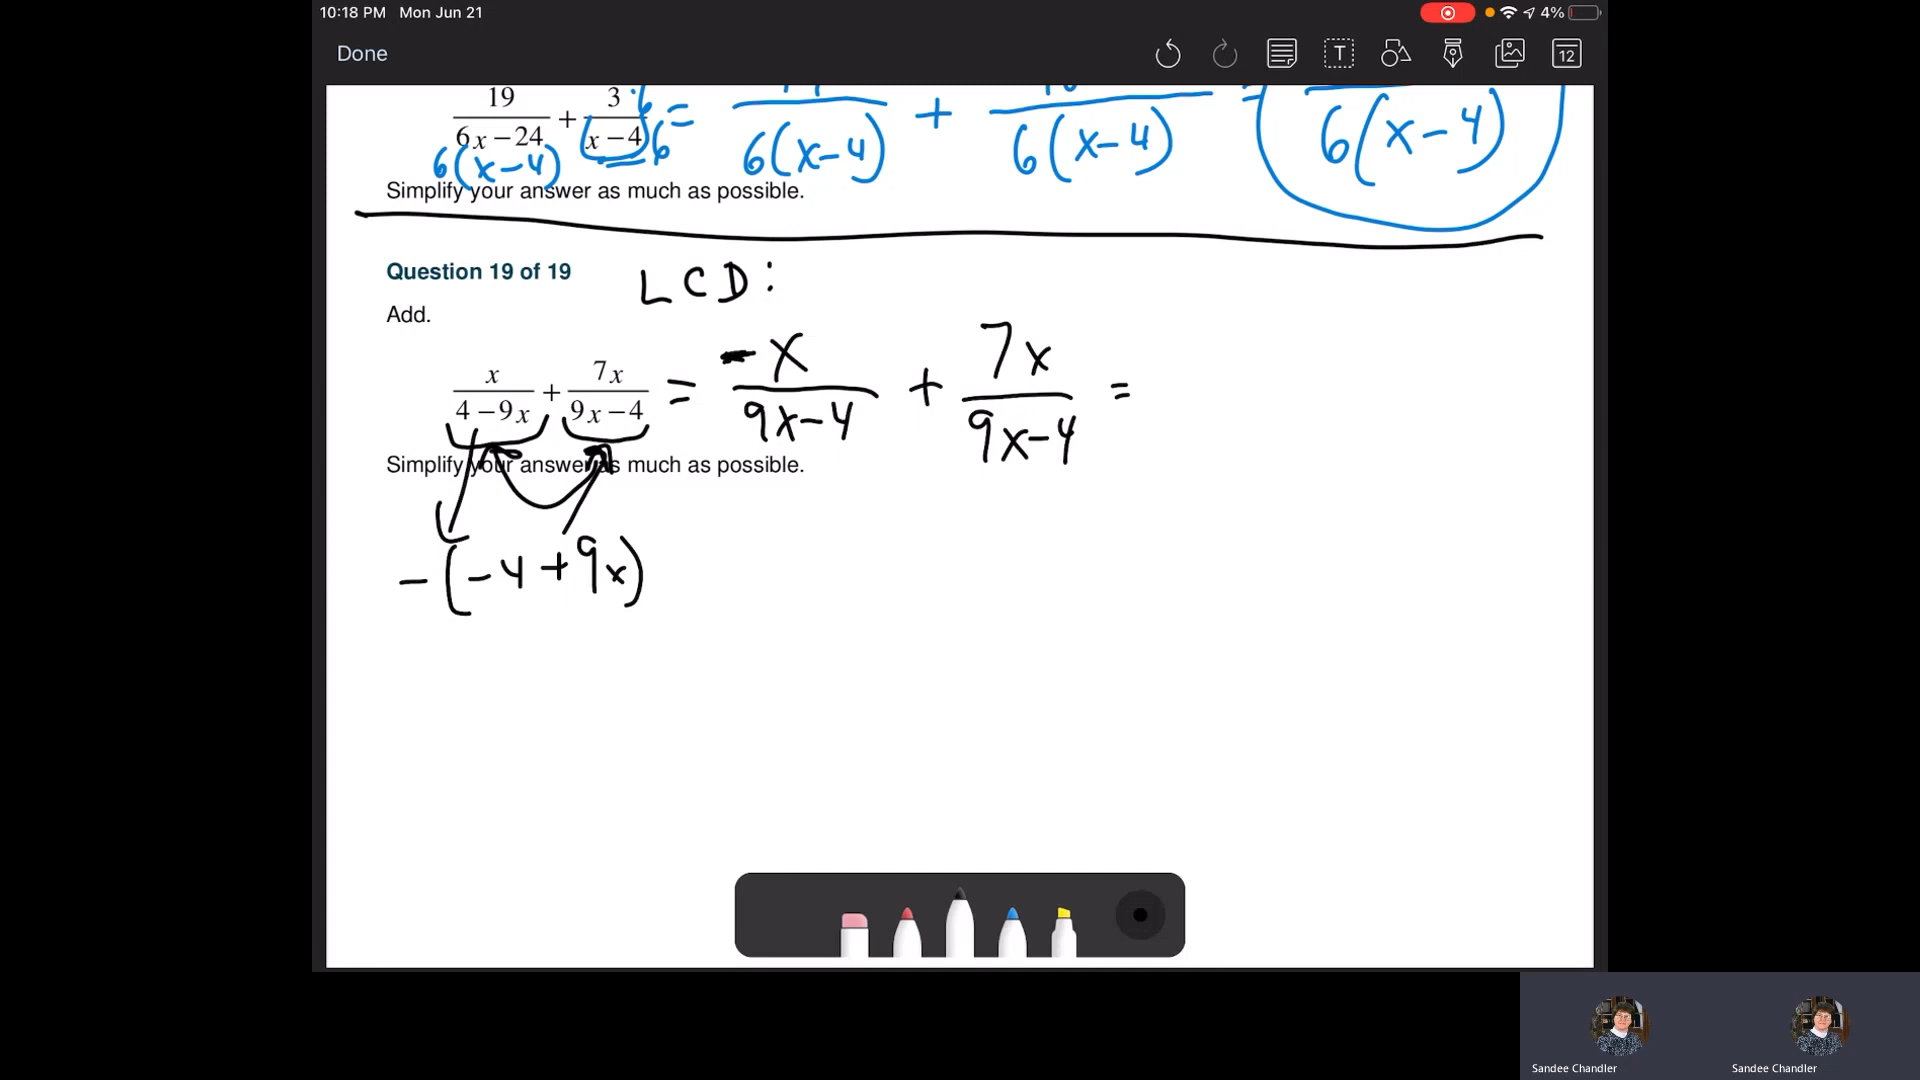 10:18 PM Mon Jun 21 4%
Done T 12
19/(6x−24) + 3/(x−4) ·6 6 = /6(x−4) + /6(x−4) = /6(x−4)
6(x−4)
Simplify your answer as much as possible.
Question 19 of 19 LCD:
Add.
x/(4−9x) + 7x/(9x−4) = -x/(9x-4) + 7x/(9x-4) =
Simplify your answer as much as possible.
-(-4+9x)
Sandee Chandler Sandee Chandler